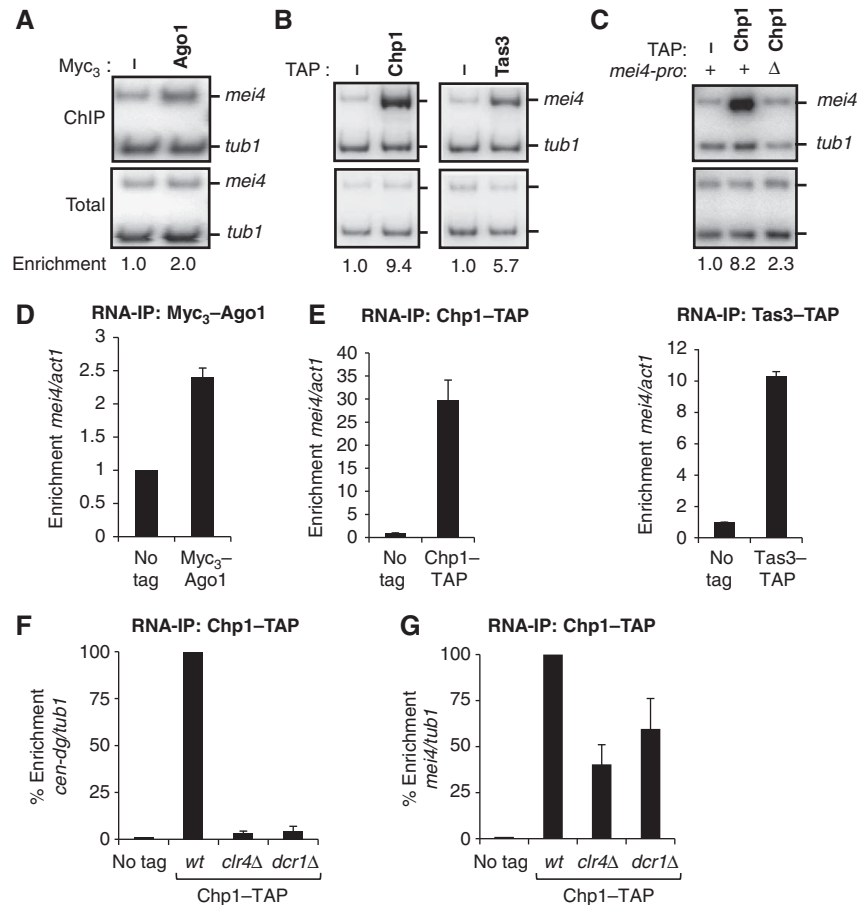 A
Myc3 : – Ago1
ChIP
mei4
tub1
Total
mei4
tub1
Enrichment 1.0 2.0
B
TAP : – Chp1 – Tas3
mei4
tub1
1.0 9.4 1.0 5.7
C
TAP: – Chp1 Chp1
mei4-pro: + + Δ
mei4
tub1
1.0 8.2 2.3
D
RNA-IP: Myc3–Ago1
Enrichment mei4/act1
3
2.5
2
1.5
1
0.5
0
No tag
Myc3–Ago1
E
RNA-IP: Chp1–TAP
Enrichment mei4/act1
40
35
30
25
20
15
10
5
0
No tag
Chp1–TAP
RNA-IP: Tas3–TAP
Enrichment mei4/act1
12
10
8
6
4
2
0
No tag
Tas3–TAP
F
RNA-IP: Chp1–TAP
% Enrichment
cen-dg/tub1
100
75
50
25
0
No tag wt clr4Δ dcr1Δ
Chp1–TAP
G
RNA-IP: Chp1–TAP
% Enrichment
mei4/tub1
100
75
50
25
0
No tag wt clr4Δ dcr1Δ
Chp1–TAP